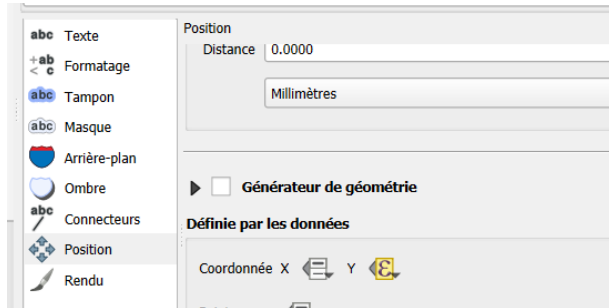 abc Texte
+ab
< c Formatage
abc Tampon
abc Masque
Arrière-plan
Ombre
abc Connecteurs
Position
Rendu
Position
Distance 0.0000
Millimètres
Générateur de géométrie
Définie par les données
Coordonnée X Y ε